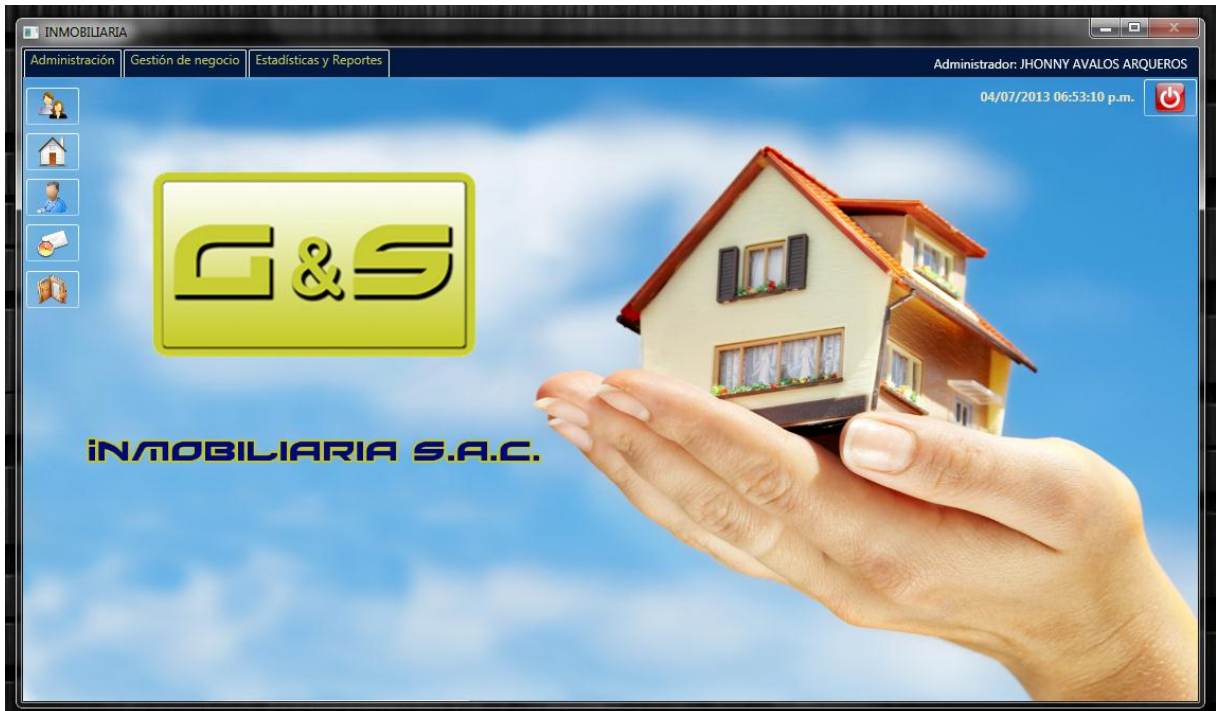 INMOBILIARIA
Administración Gestión de negocio Estadísticas y Reportes Administrador: JHONNY AVALOS ARQUEROS
04/07/2013 06:53:10 p.m.
G&S
iNMOBILIARIA S.A.C.